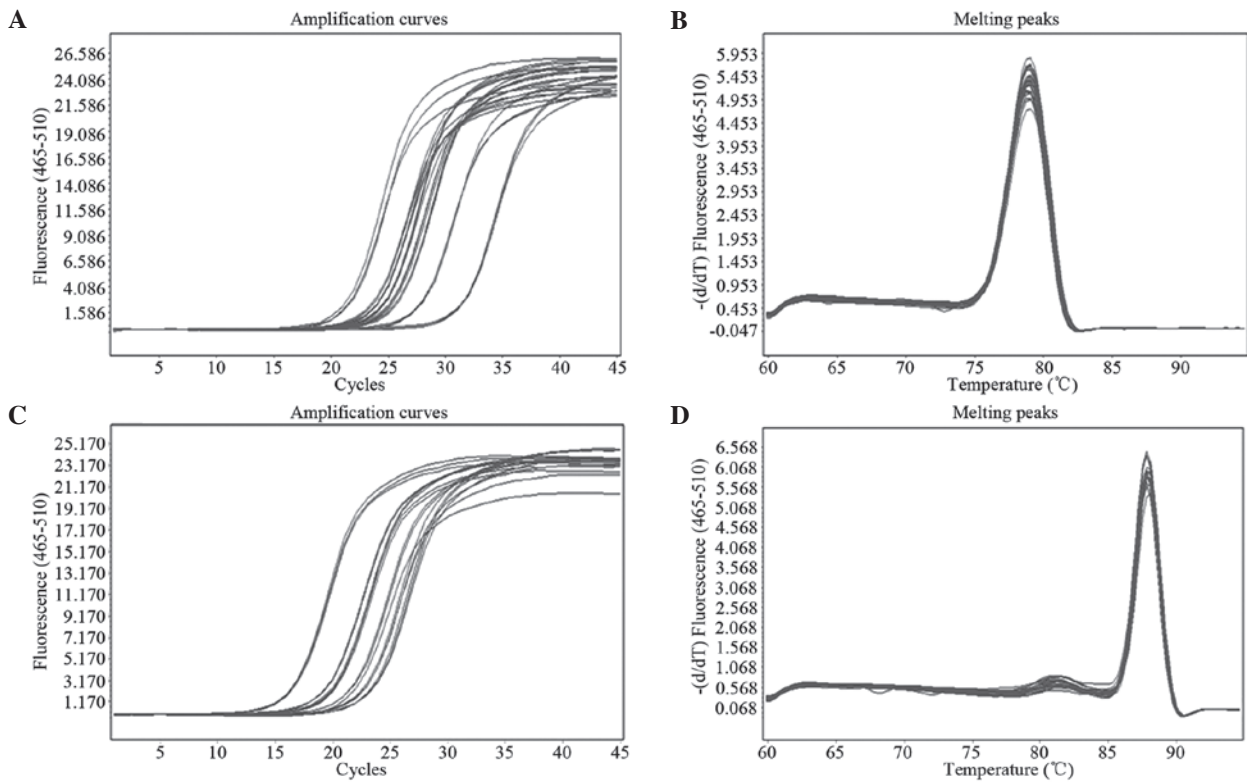 A
Amplification curves
Fluorescence (465-510)
26.586
24.086
21.586
19.086
16.586
14.086
11.586
9.086
6.586
4.086
1.586
5 10 15 20 25 30 35 40 45
Cycles
B
Melting peaks
-(d/dT) Fluorescence (465-510)
5.953
5.453
4.953
4.453
3.953
3.453
2.953
2.453
1.953
1.453
0.953
0.453
-0.047
60 65 70 75 80 85 90
Temperature (℃)
C
Amplification curves
Fluorescence (465-510)
25.170
23.170
21.170
19.170
17.170
15.170
13.170
11.170
9.170
7.170
5.170
3.170
1.170
5 10 15 20 25 30 35 40 45
Cycles
D
Melting peaks
-(d/dT) Fluorescence (465-510)
6.568
6.068
5.568
5.068
4.568
4.068
3.568
3.068
2.568
2.068
1.568
1.068
0.568
0.068
60 65 70 75 80 85 90
Temperature (℃)